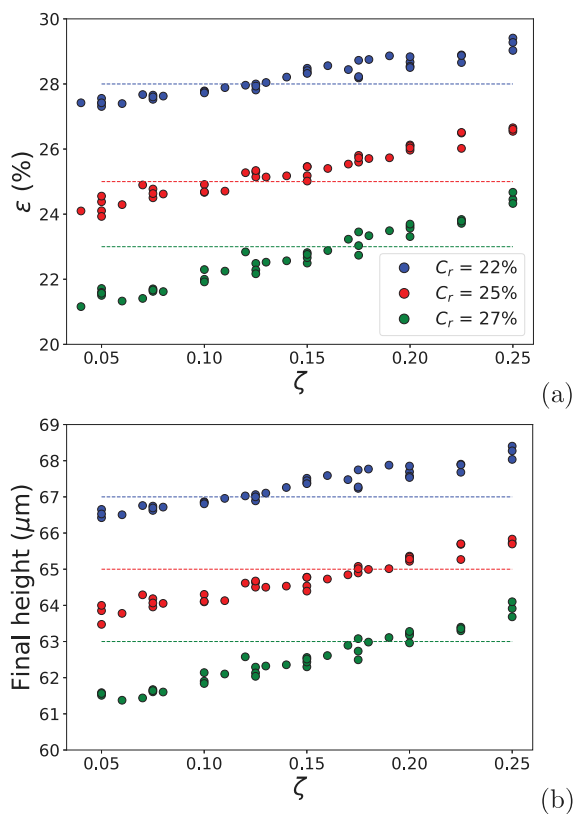 30
28
26
24
22
20
ε (%)
C_r = 22%
C_r = 25%
C_r = 27%
0.05 0.10 0.15 0.20 0.25
ζ
(a)
69
68
67
66
65
64
63
62
61
60
Final height (μm)
0.05 0.10 0.15 0.20 0.25
ζ
(b)